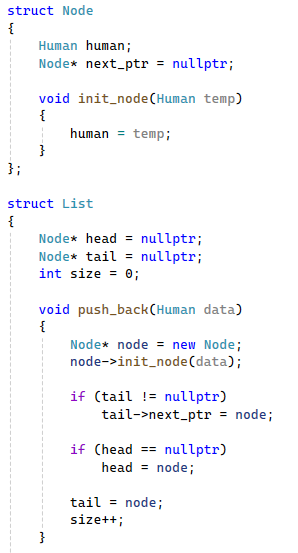 struct Node
{
    Human human;
    Node* next_ptr = nullptr;

    void init_node(Human temp)
    {
        human = temp;
    }
};

struct List
{
    Node* head = nullptr;
    Node* tail = nullptr;
    int size = 0;

    void push_back(Human data)
    {
        Node* node = new Node;
        node->init_node(data);

        if (tail != nullptr)
            tail->next_ptr = node;

        if (head == nullptr)
            head = node;

        tail = node;
        size++;
    }